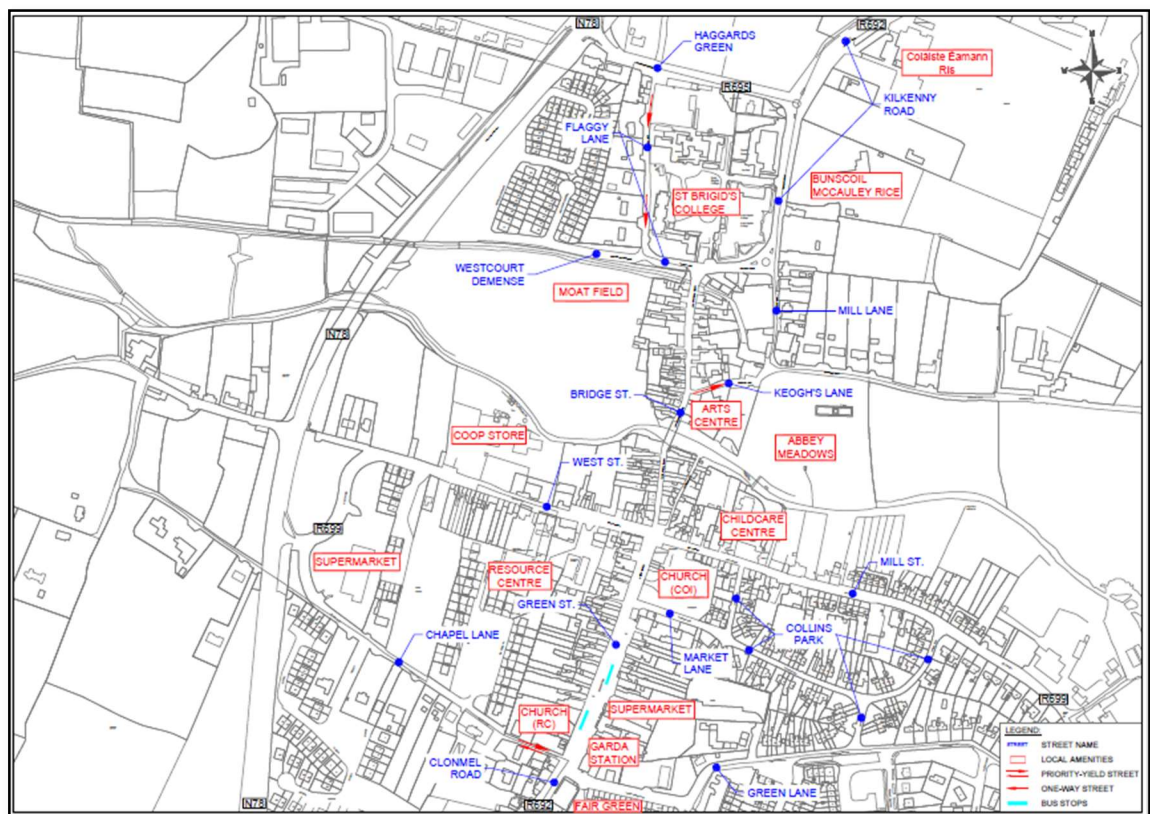 N78
R692
HAGGARDS
GREEN
Coláiste Éamann
Rís
R695
KILKENNY
ROAD
FLAGGY
LANE
BUNSCOIL
MCCAULEY RICE
ST BRIGID'S
COLLEGE
WESTCOURT
DEMENSE
MOAT FIELD
MILL LANE
N78
BRIDGE ST.
KEOGH'S LANE
ARTS
CENTRE
COOP STORE
ABBEY
MEADOWS
WEST ST.
R699
CHILDCARE
CENTRE
SUPERMARKET
RESOURCE
CENTRE
CHURCH
(COI)
MILL ST.
GREEN ST.
CHAPEL LANE
MARKET
LANE
COLLINS
PARK
R699
CHURCH
(RC)
SUPERMARKET
GARDA
STATION
CLONMEL
ROAD
GREEN LANE
N78
R692
FAIR GREEN
LEGEND:
STREET STREET NAME
LOCAL AMENITIES
PRIORITY-YIELD STREET
ONE-WAY STREET
BUS STOPS